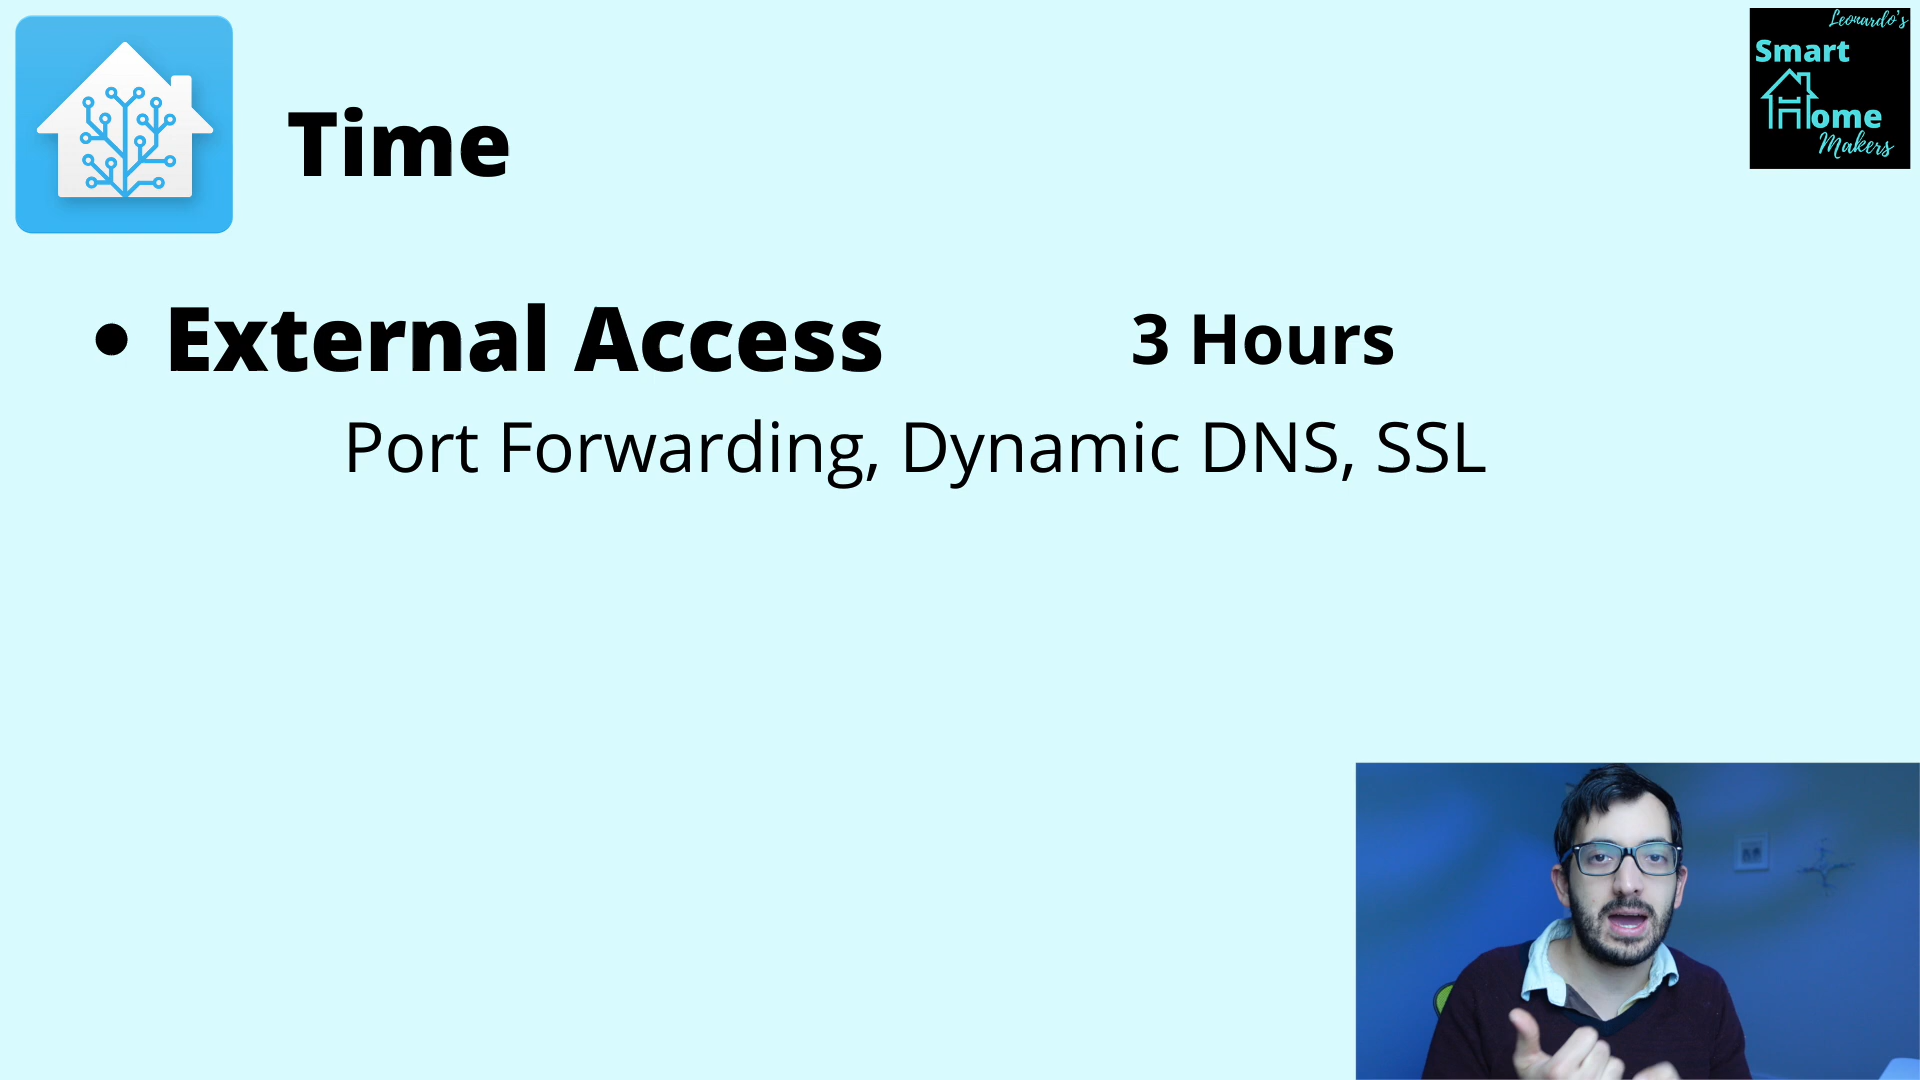 Leonardo's
Smart
Home
Makers
Time
• External Access 3 Hours
Port Forwarding, Dynamic DNS, SSL